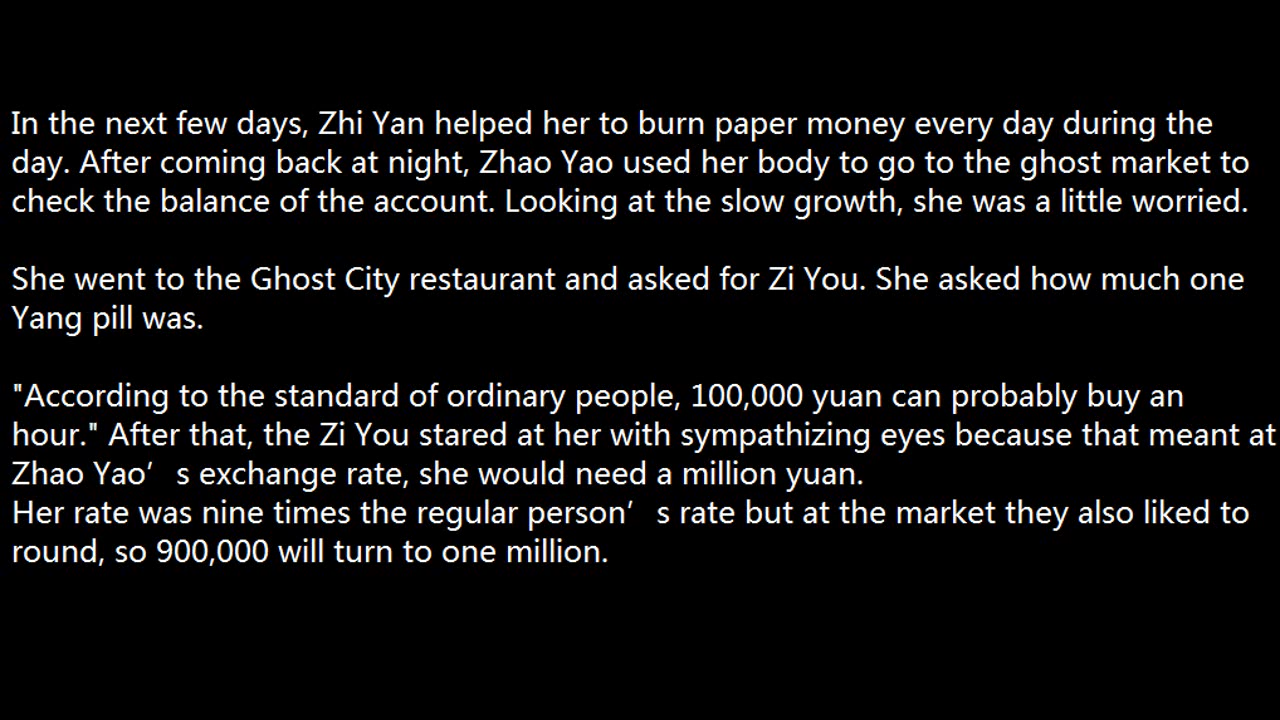 In the next few days, Zhi Yan helped her to burn paper money every day during the
day. After coming back at night, Zhao Yao used her body to go to the ghost market to
check the balance of the account. Looking at the slow growth, she was a little worried.
She went to the Ghost City restaurant and asked for Zi You. She asked how much one
Yang pill was.
"According to the standard of ordinary people, 100,000 yuan can probably buy an
hour." After that, the Zi You stared at her with sympathizing eyes because that meant at
Zhao Yao′s exchange rate, she would need a million yuan.
Her rate was nine times the regular person′s rate but at the market they also liked to
round, so 900,000 will turn to one million.